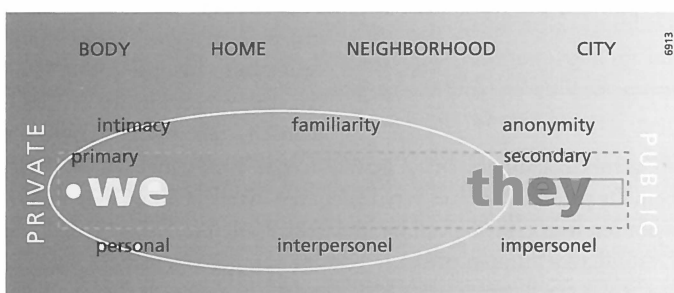 BODY HOME NEIGHBORHOOD CITY
6913
PRIVATE
intimacy familiarity anonymity
primary secondary
•we they
personal interpersonel impersonel
PUBLIC